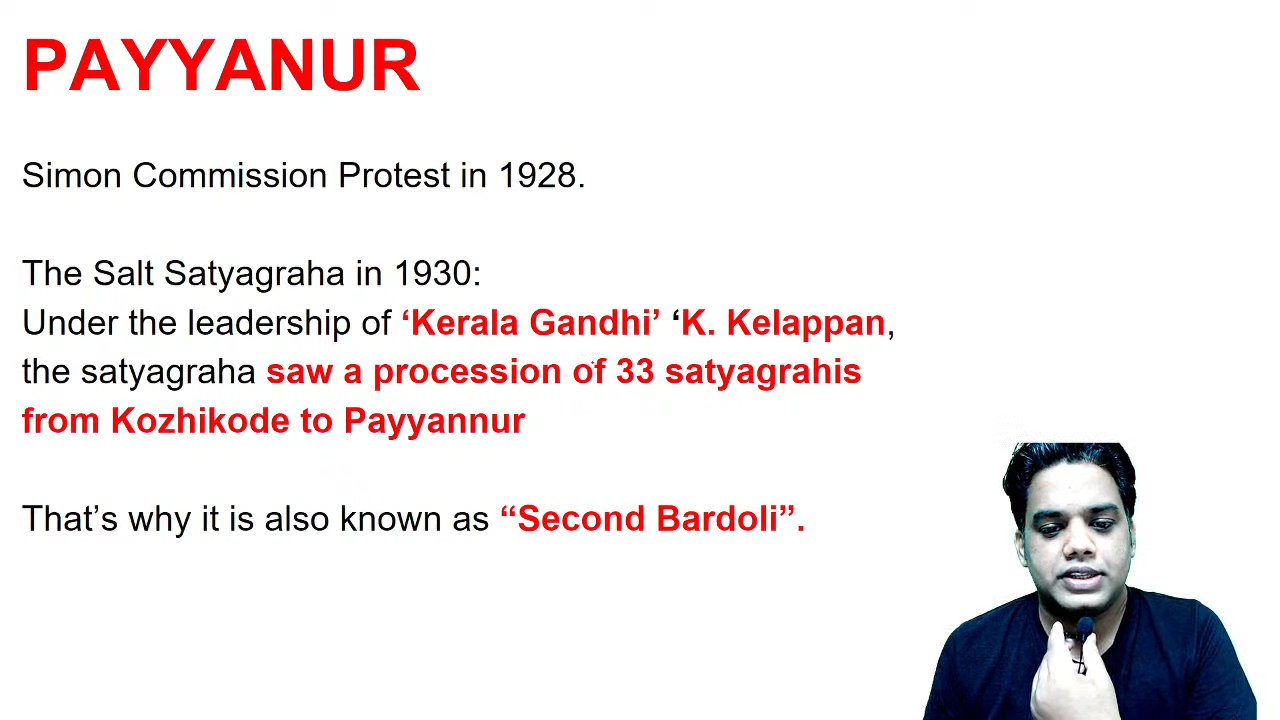 PAYYANUR
Simon Commission Protest in 1928.
The Salt Satyagraha in 1930:
Under the leadership of ‘Kerala Gandhi’ ‘K. Kelappan,
the satyagraha saw a procession of 33 satyagrahis
from Kozhikode to Payyannur
That’s why it is also known as “Second Bardoli”.